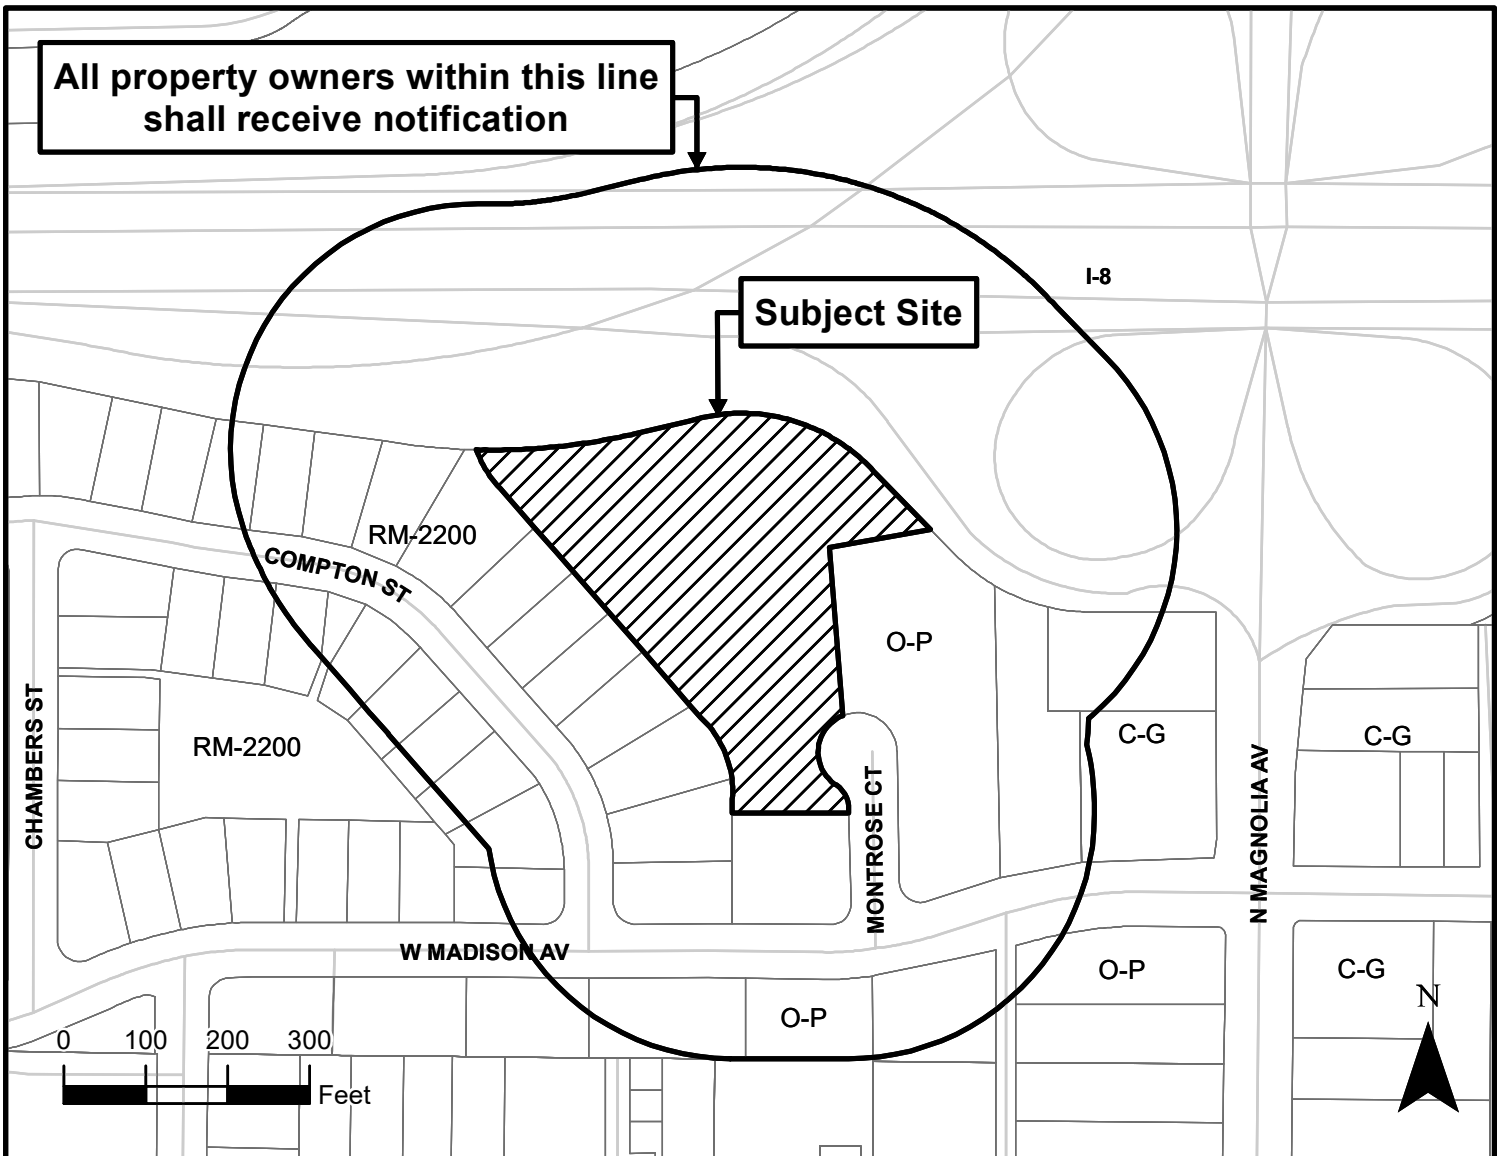 All property owners within this line
shall receive notification
I-8
Subject Site
RM-2200
COMPTON ST
O-P
CHAMBERS ST
RM-2200
C-G
C-G
MONTROSE CT
N MAGNOLIA AV
W MADISON AV
O-P
C-G
O-P
N
0 100 200 300
Feet